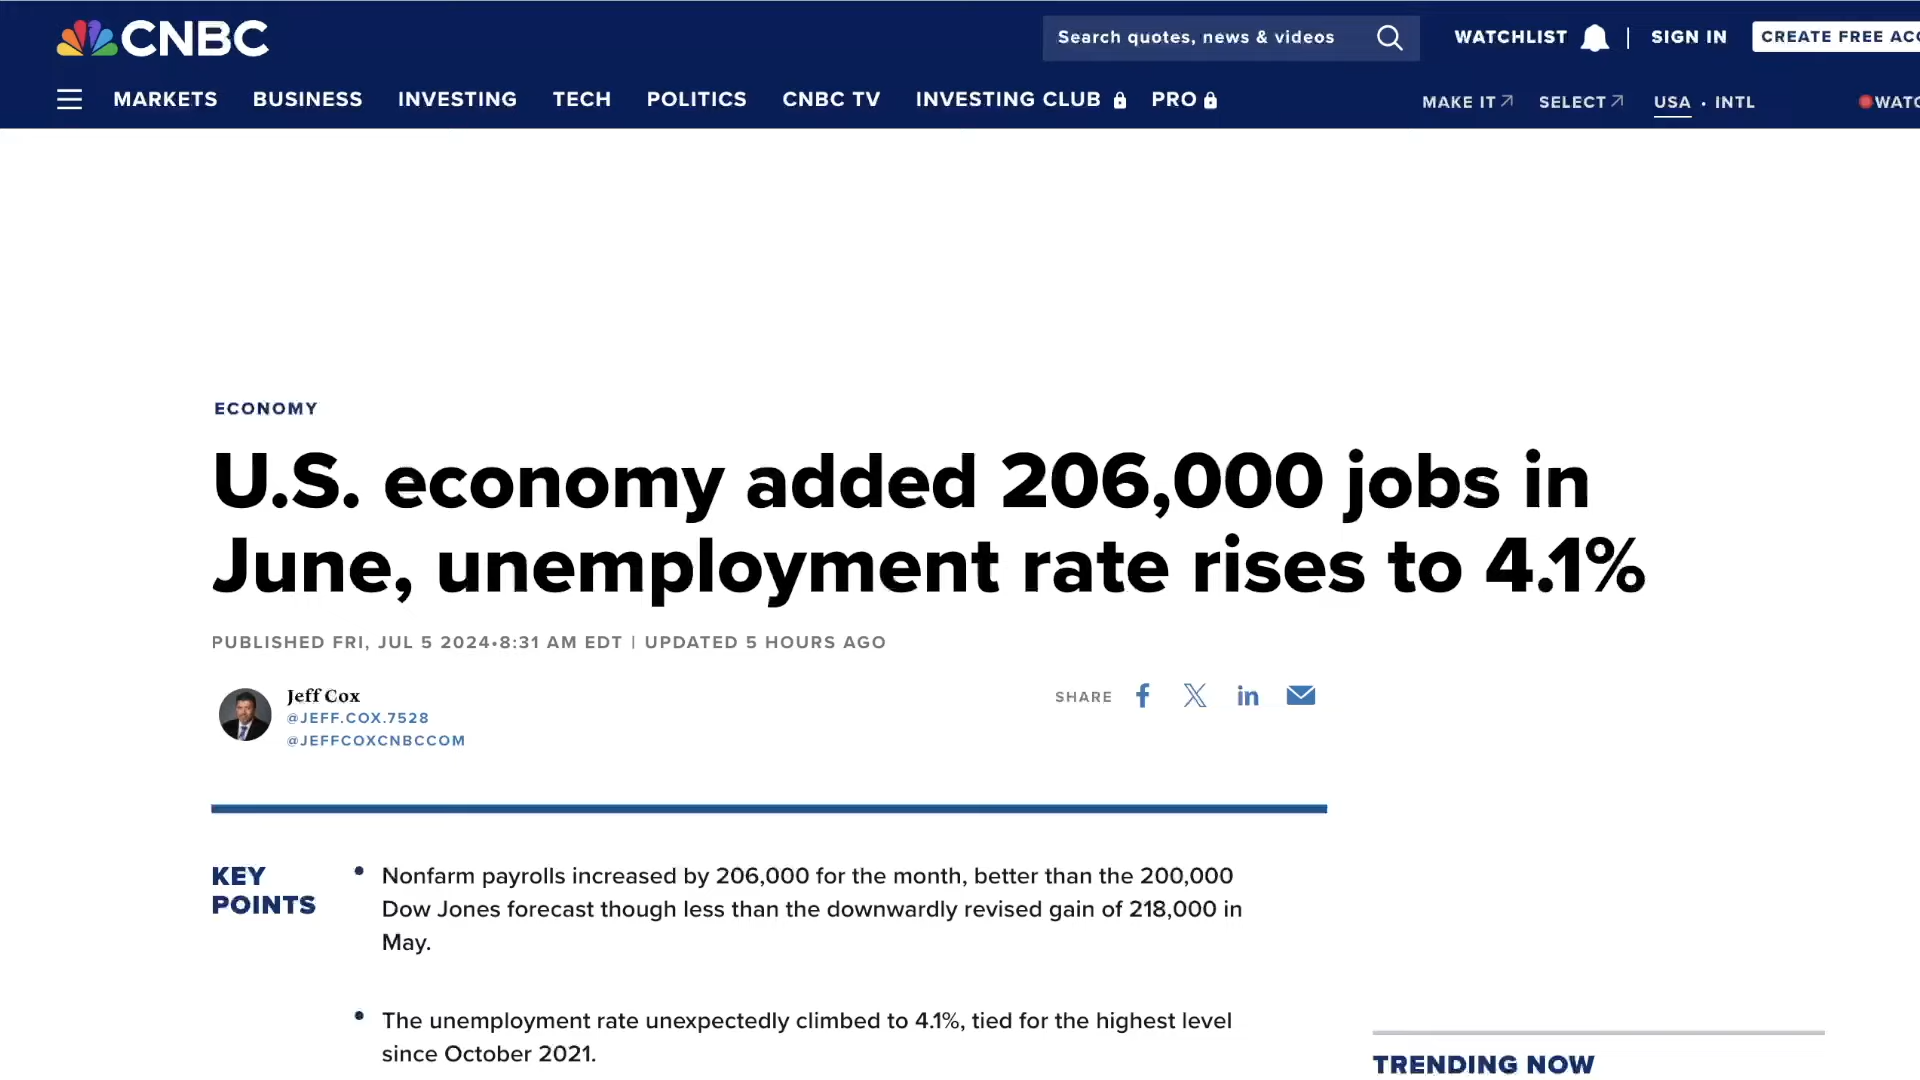 CNBC
Search quotes, news & videos
WATCHLIST
SIGN IN
CREATE FREE
MARKETS
BUSINESS
INVESTING
TECH
POLITICS
CNBC TV
INVESTING CLUB
PRO
MAKE IT
SELECT
USA • INTL
ECONOMY
U.S. economy added 206,000 jobs in
June, unemployment rate rises to 4.1%
PUBLISHED FRI, JUL 5 2024•8:31 AM EDT | UPDATED 5 HOURS AGO
Jeff Cox
@JEFF.COX.7528
@JEFFCOXCNBCCOM
SHARE
KEY
POINTS
• Nonfarm payrolls increased by 206,000 for the month, better than the 200,000
Dow Jones forecast though less than the downwardly revised gain of 218,000 in
May.
• The unemployment rate unexpectedly climbed to 4.1%, tied for the highest level
since October 2021.
TRENDING NOW